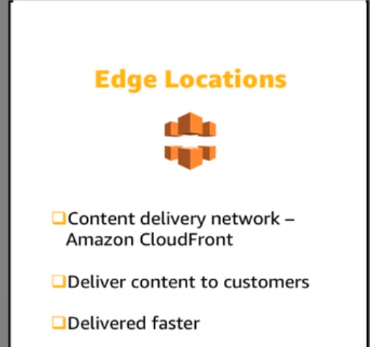 Edge Locations
Content delivery network –
Amazon CloudFront
Deliver content to customers
Delivered faster